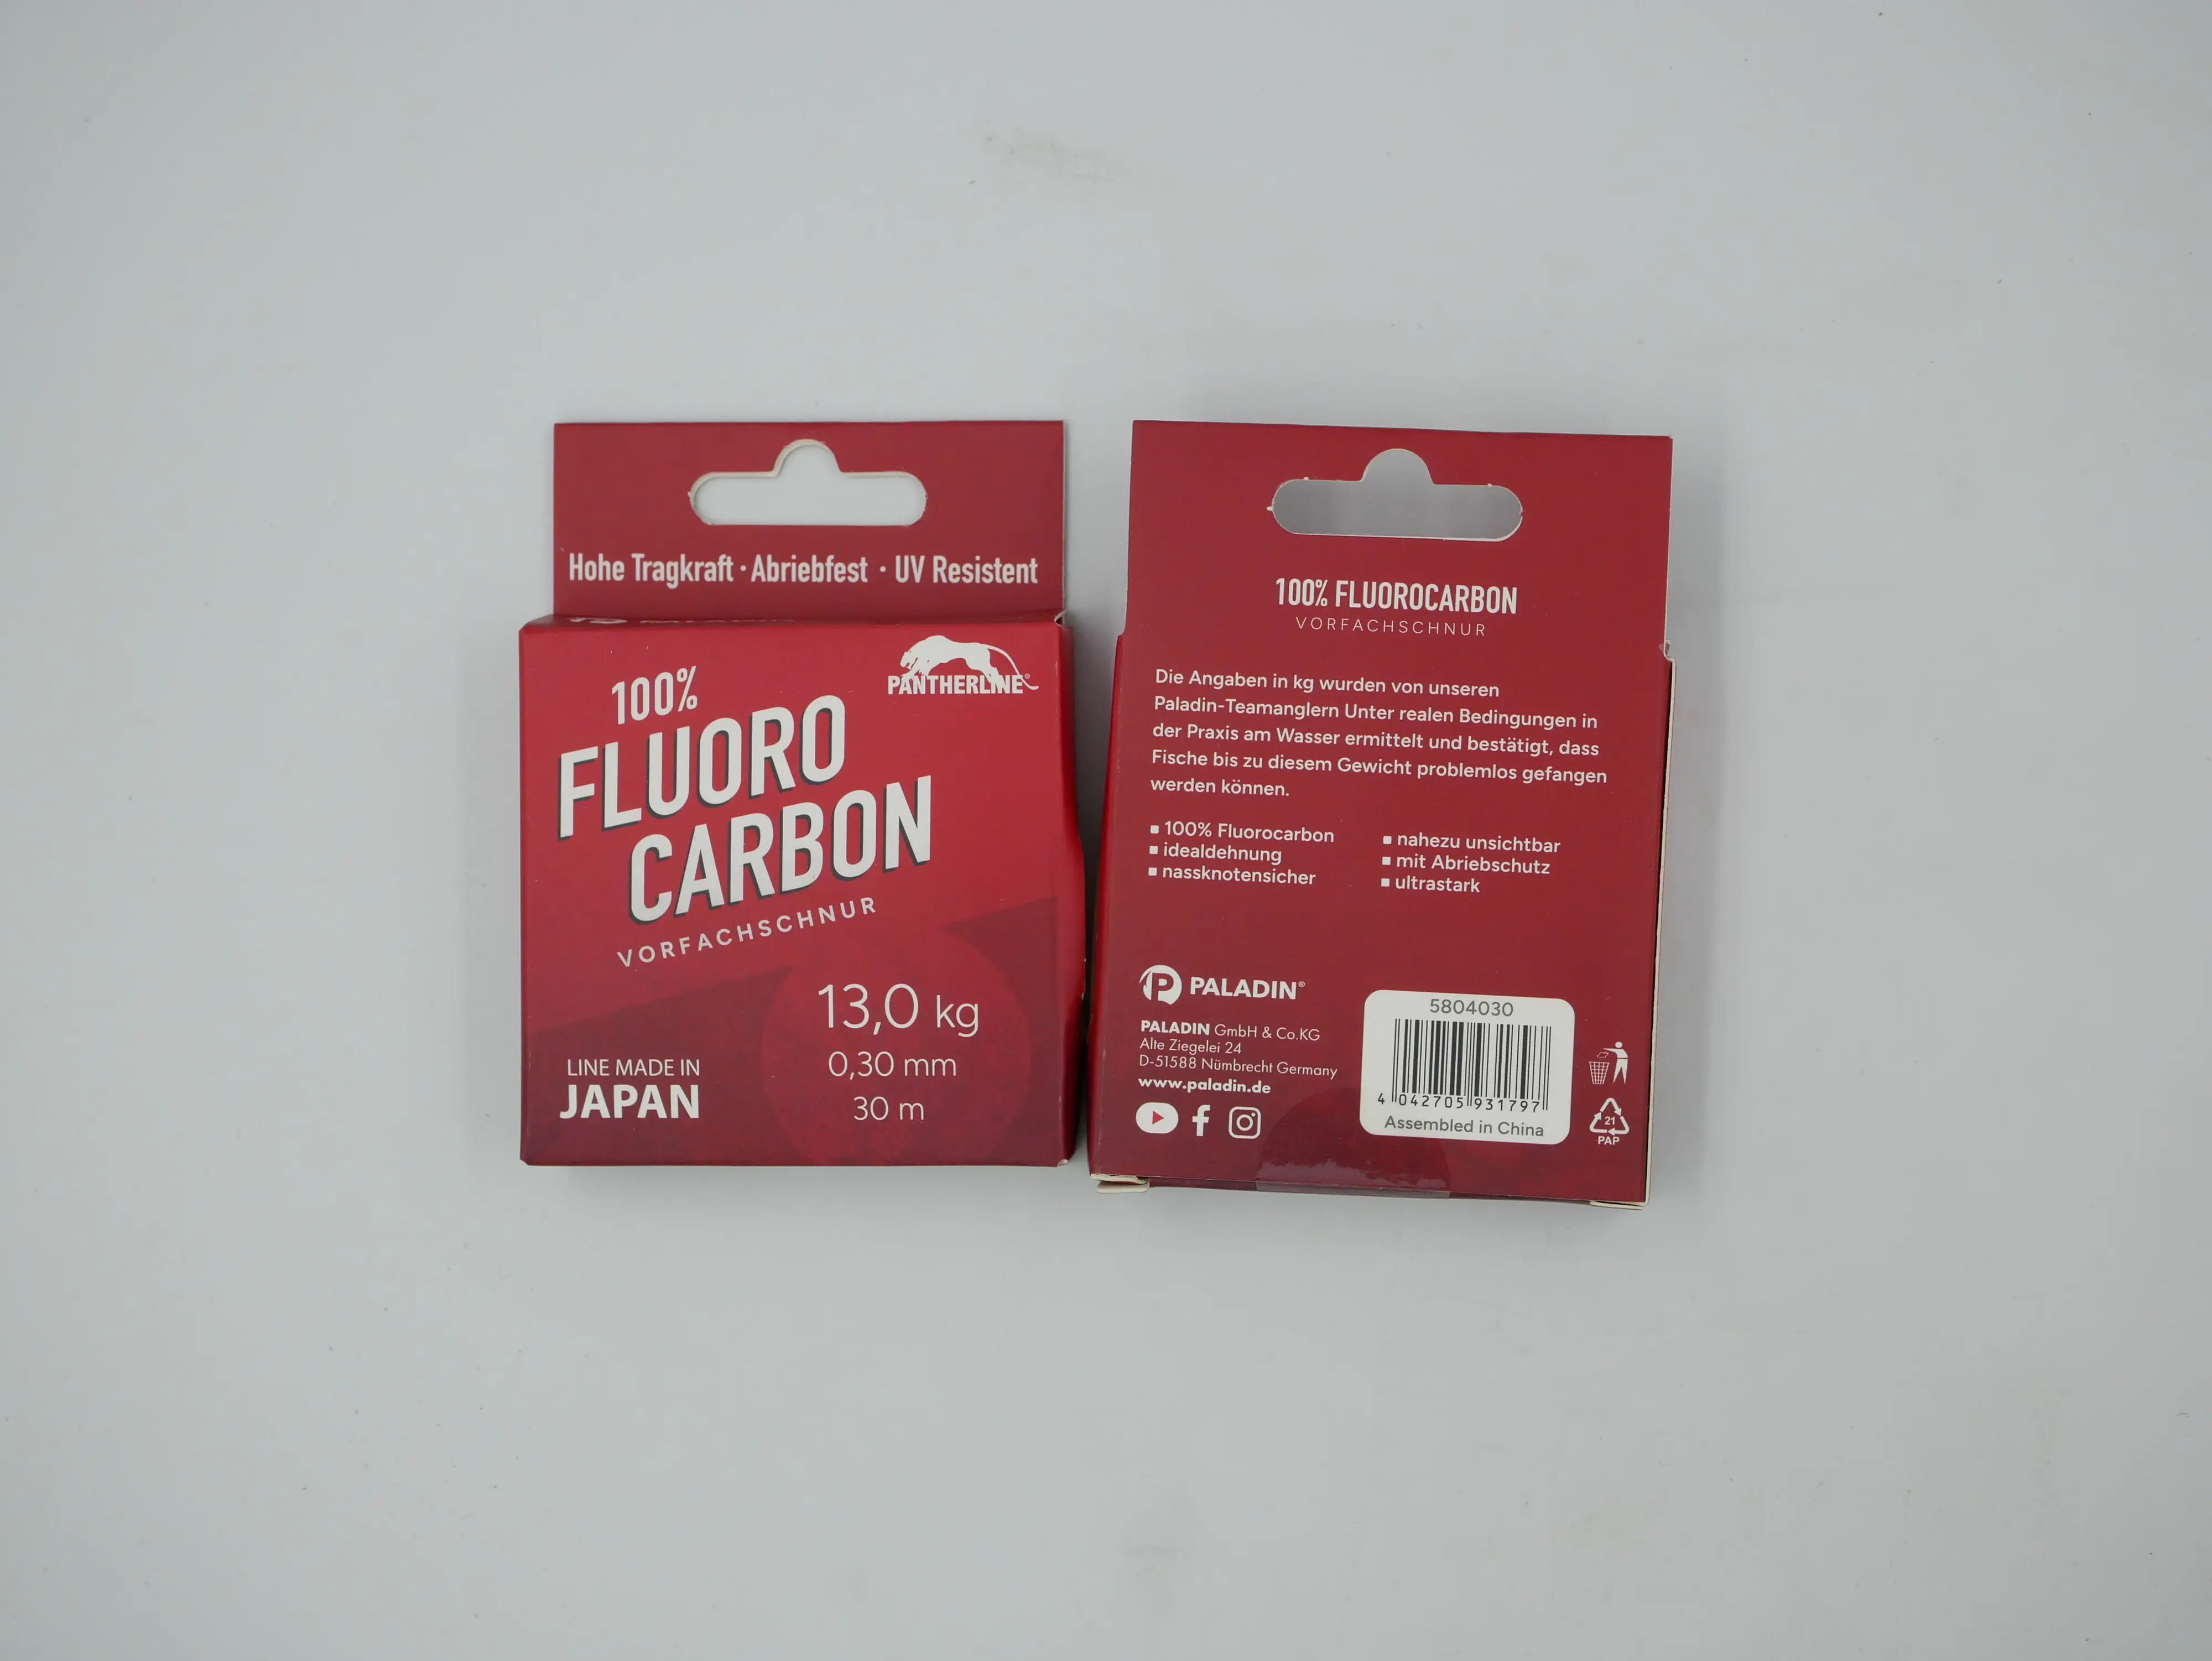 Hohe Tragkraft · Abriebfest · UV Resistent
PANTHERLINE®
100%
FLUORO
CARBON
VORFACHSCHNUR
13,0 kg
0,30 mm
30 m
LINE MADE IN
JAPAN
100% FLUOROCARBON
VORFACHSCHNUR
Die Angaben in kg wurden von unseren
Paladin-Teamanglern Unter realen Bedingungen in
der Praxis am Wasser ermittelt und bestätigt, dass
Fische bis zu diesem Gewicht problemlos gefangen
werden können.
▪ 100% Fluorocarbon
▪ idealdehnung
▪ nassknotensicher
▪ nahezu unsichtbar
▪ mit Abriebschutz
▪ ultrastark
PALADIN®
PALADIN GmbH & Co.KG
Alte Ziegelei 24
D-51588 Nümbrecht Germany
www.paladin.de
5804030
4 042705 931797
Assembled in China
21
PAP